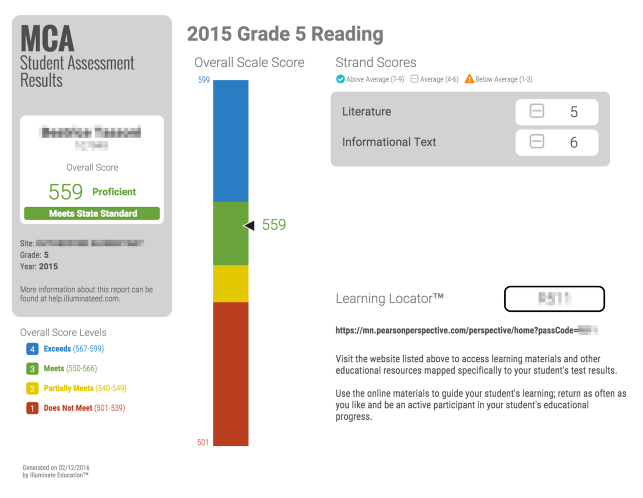 MCA
Student Assessment
Results
Overall Score
559 Proficient
Meets State Standard
Site:
Grade: 5
Year: 2015
More information about this report can be
found at help.illuminateed.com.
Overall Score Levels
4 Exceeds (567-599)
3 Meets (550-566)
2 Partially Meets (540-549)
1 Does Not Meet (501-539)
Generated on 02/12/2016
by Illuminate Education™
2015 Grade 5 Reading
Overall Scale Score
599
559
501
Strand Scores
Above Average (7-9) Average (4-6) Below Average (1-3)
Literature 5
Informational Text 6
Learning Locator™
https://mn.pearsonperspective.com/perspective/home?passCode=
Visit the website listed above to access learning materials and other
educational resources mapped specifically to your student's test results.
Use the online materials to guide your student's learning; return as often as
you like and be an active participant in your student's educational
progress.